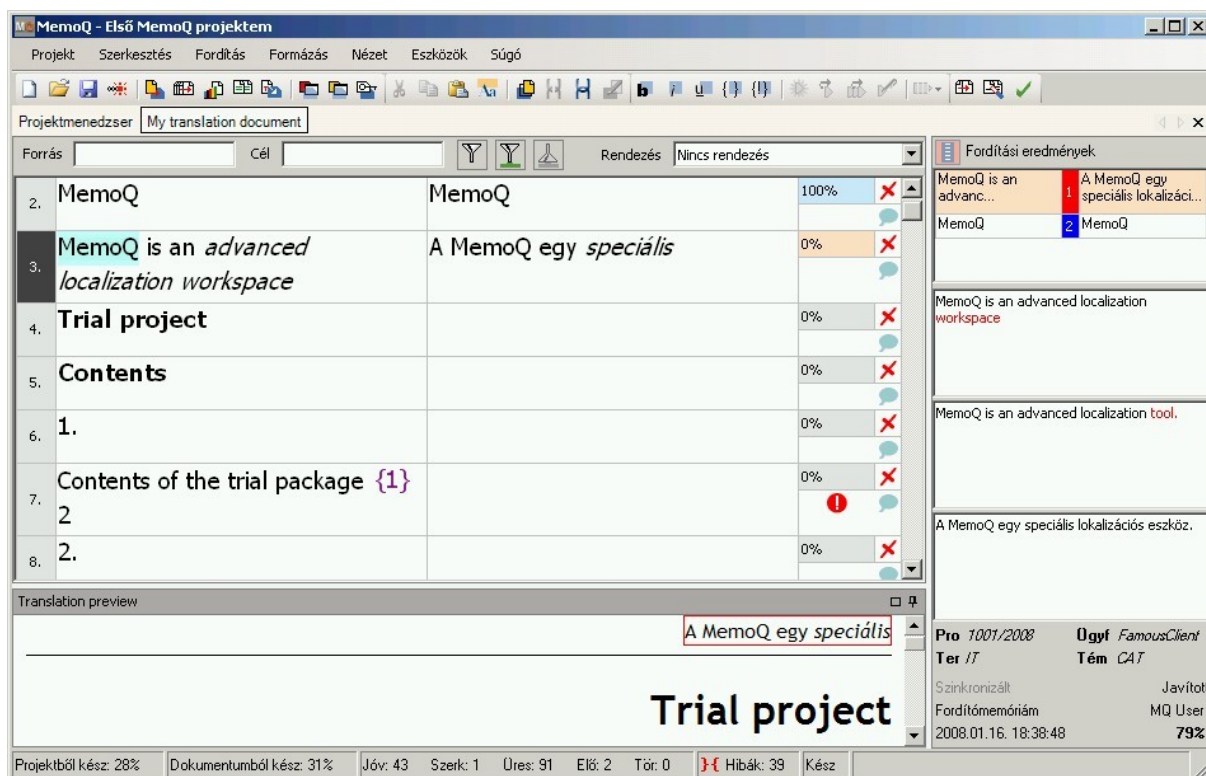 MemoQ - Első MemoQ projektem
Projekt Szerkesztés Fordítás Formázás Nézet Eszközök Súgó
Projektmenedzser My translation document
Forrás Cél Rendezés Nincs rendezés
2. MemoQ MemoQ 100%
3. MemoQ is an advanced A MemoQ egy speciális 0%
localization workspace
4. Trial project 0%
5. Contents 0%
6. 1. 0%
7. Contents of the trial package {1} 0%
2
8. 2. 0%
Translation preview
A MemoQ egy speciális
Trial project
Fordítási eredmények
MemoQ is an advanc... 1 A MemoQ egy speciális lokalizáci...
MemoQ 2 MemoQ
MemoQ is an advanced localization
workspace
MemoQ is an advanced localization tool.
A MemoQ egy speciális lokalizációs eszköz.
Pro 1001/2008 Ügyf FamousClient
Ter IT Tém CAT
Szinkronizált Javított
Fordítómemóriám MQ User
2008.01.16. 18:38:48 79%
Projektből kész: 28% Dokumentumból kész: 31% Jóv: 43 Szerk: 1 Üres: 91 Elő: 2 Tör: 0 Hibák: 39 Kész